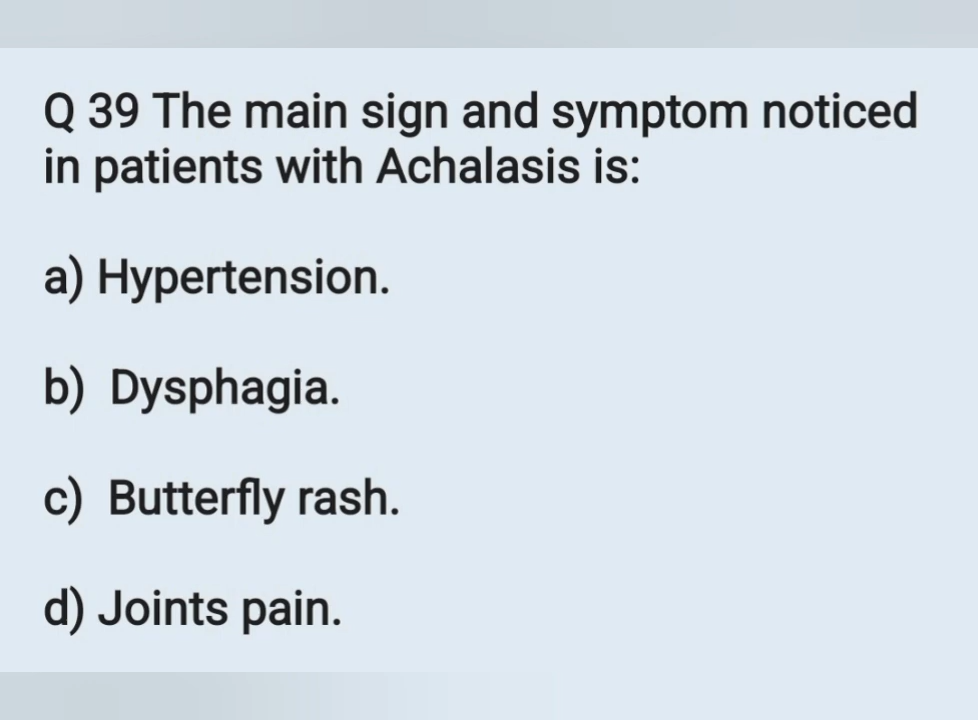 Q 39 The main sign and symptom noticed
in patients with Achalasis is:
a) Hypertension.
b) Dysphagia.
c) Butterfly rash.
d) Joints pain.